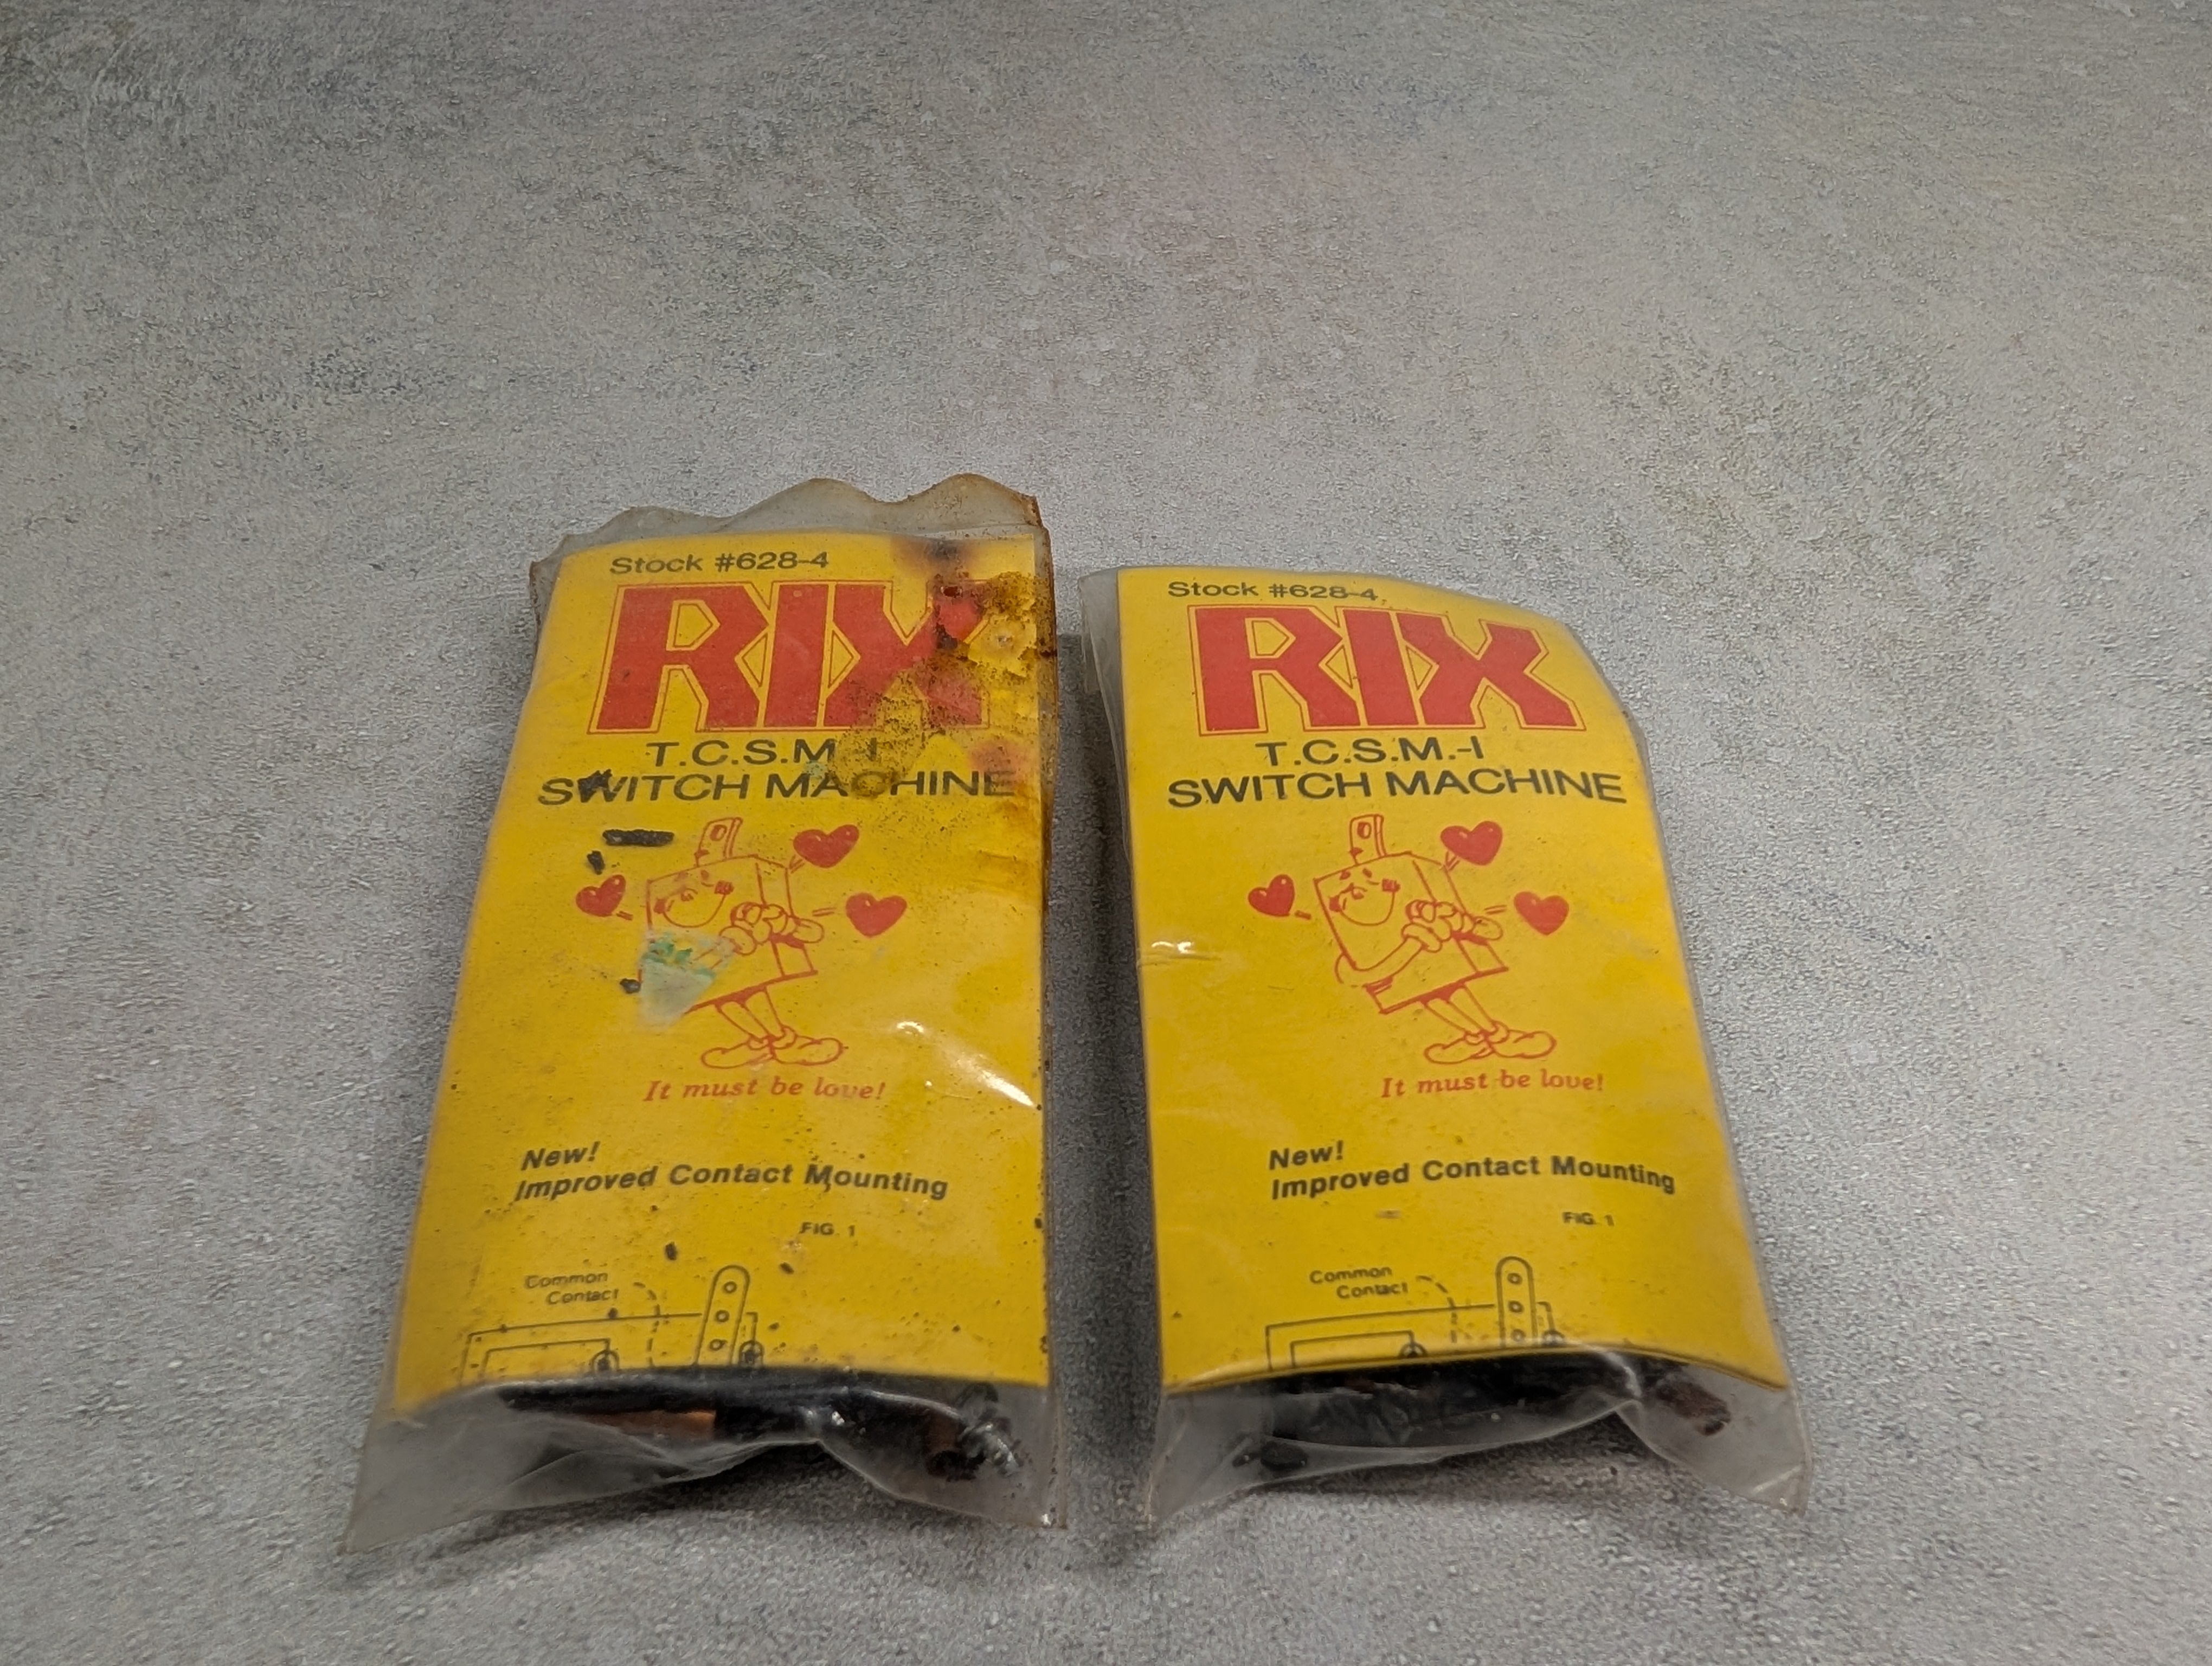 Stock #628-4
RIX
T.C.S.M.-I
SWITCH MACHINE
It must be love!
New!
Improved Contact Mounting
FIG. 1
Common
Contact
Stock #628-4
RIX
T.C.S.M.-I
SWITCH MACHINE
It must be love!
New!
Improved Contact Mounting
FIG. 1
Common
Contact